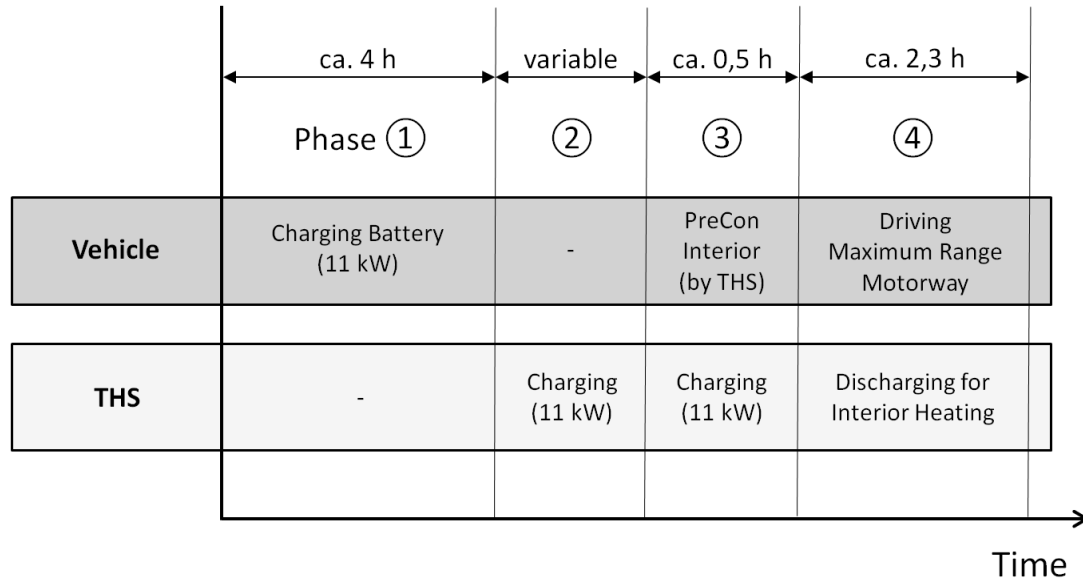 ca. 4 h
variable
ca. 0,5 h
ca. 2,3 h
Phase ①
②
③
④
Vehicle
Charging Battery
(11 kW)
-
PreCon
Interior
(by THS)
Driving
Maximum Range
Motorway
THS
-
Charging
(11 kW)
Charging
(11 kW)
Discharging for
Interior Heating
Time